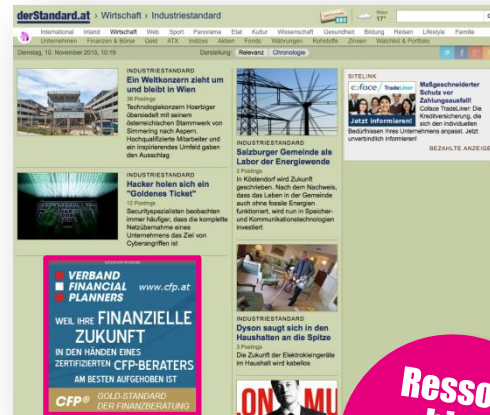 derStandard.at › Wirtschaft › Industriestandard
ABO
Wien
17°
International Inland Wirtschaft Web Sport Panorama Etat Kultur Wissenschaft Gesundheit Bildung Reisen Lifestyle Familie
Unternehmen Finanzen & Börse Geld ATX Indizes Aktien Fonds Währungen Rohstoffe Zinsen Watchlist & Portfolio
Dienstag, 10. November 2015, 10:19
Darstellung: Relevanz Chronologie
INDUSTRIESTANDARD
Ein Weltkonzern zieht um
und bleibt in Wien
39 Postings
Technologiekonzern Hoerbiger
übersiedelt mit seinem
österreichischen Stammwerk von
Simmering nach Aspern.
Hochqualifizierte Mitarbeiter und
ein inspirierendes Umfeld gaben
den Ausschlag
INDUSTRIESTANDARD
Hacker holen sich ein
"Goldenes Ticket"
12 Postings
Securityspezialisten beobachten
immer häufiger, dass die komplette
Netzübernahme eines
Unternehmens das Ziel von
Cyberangriffen ist
VERBAND
FINANCIAL www.cfp.at
PLANNERS
WEIL IHRE FINANZIELLE
ZUKUNFT
IN DEN HÄNDEN EINES
ZERTIFIZIERTEN CFP-BERATERS
AM BESTEN AUFGEHOBEN IST
CFP® GOLD-STANDARD
DER FINANZBERATUNG
INDUSTRIESTANDARD
Salzburger Gemeinde als
Labor der Energiewende
2 Postings
In Köstendorf wird Zukunft
geschrieben. Nach dem Nachweis,
dass das Leben in der Gemeinde
auch ohne fossile Energien
funktioniert, wird nun in Speicher-
und Kommunikationstechnologien
investiert
INDUSTRIESTANDARD
Dyson saugt sich in den
Haushalten an die Spitze
3 Postings
Die Zukunft der Elektrokleingeräte
im Haushalt wird kabellos
SITELINK
coface TradeLiner
Jetzt informieren!
Maßgeschneiderter
Schutz vor
Zahlungsausfall!
Coface TradeLiner: Die
Kreditversicherung, die
sich den individuellen
Bedürfnissen Ihres Unternehmens anpasst. Jetzt
unverbindlich informieren!
BEZAHLTE ANZEIGE
Resso